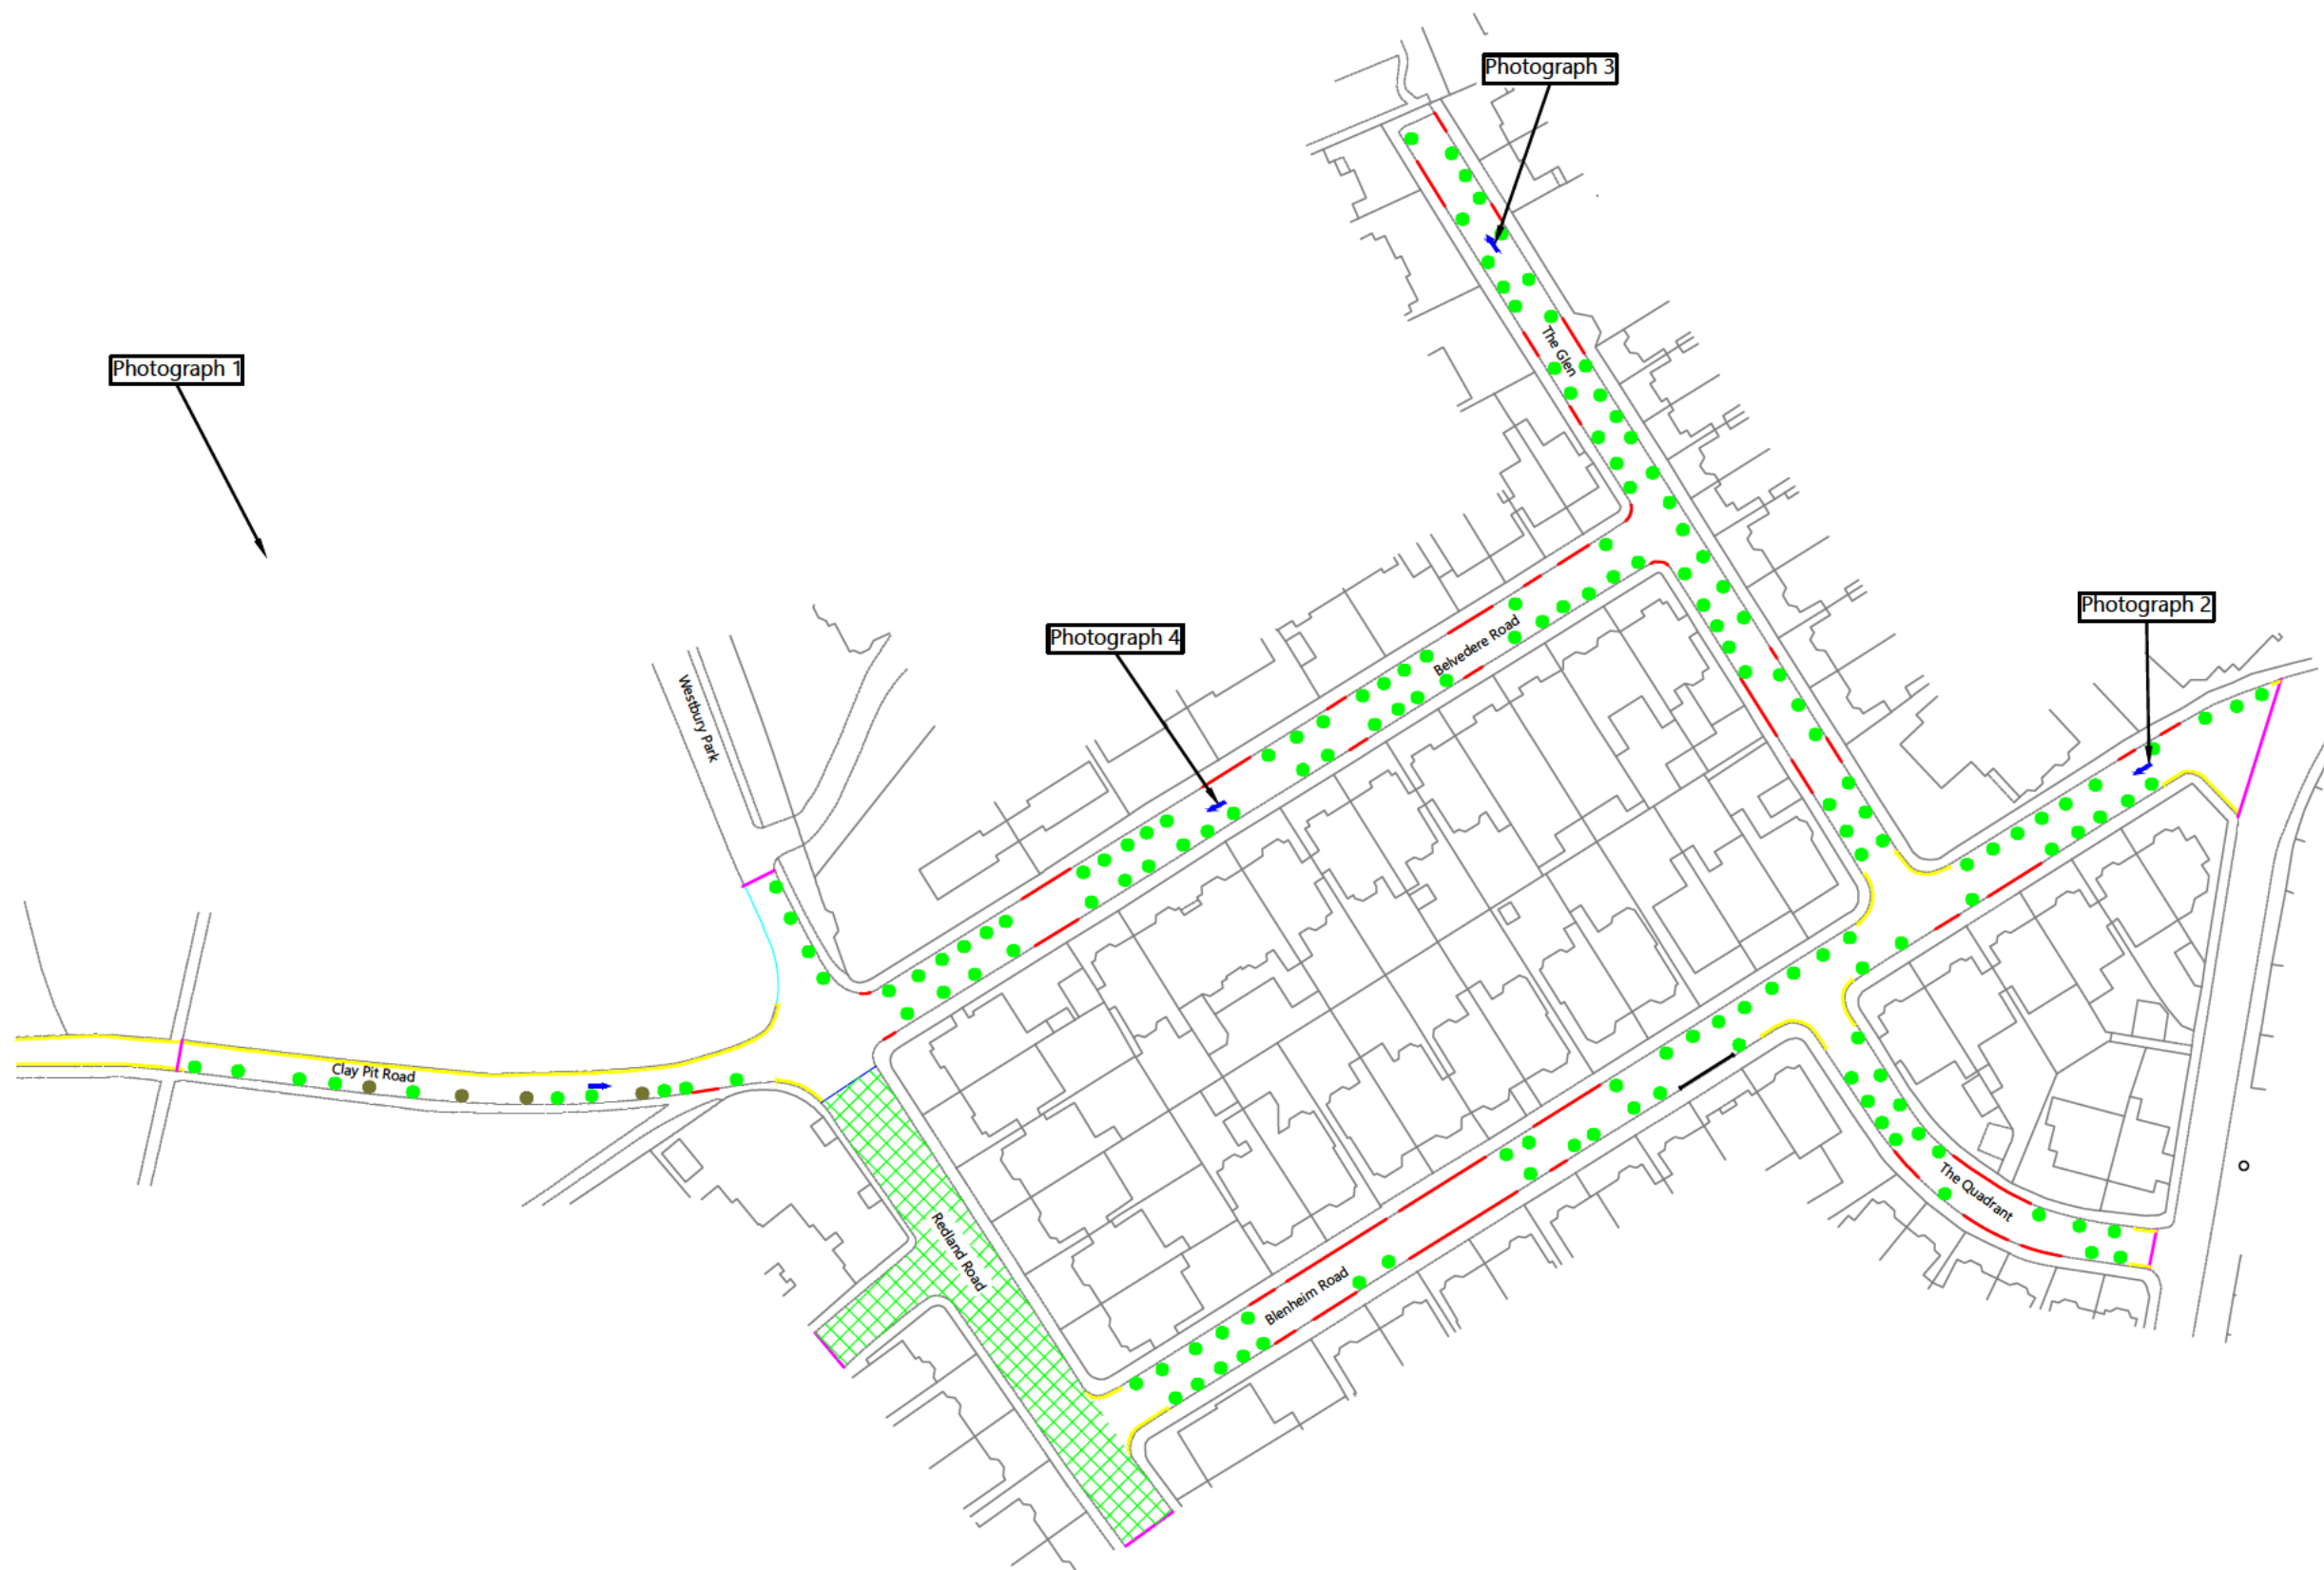 Photograph 3
Photograph 1
The Glen
Photograph 2
Photograph 4
Belvedere Road
Westbury Park
Clay Pit Road
The Quadrant
Redland Road
Blenheim Road